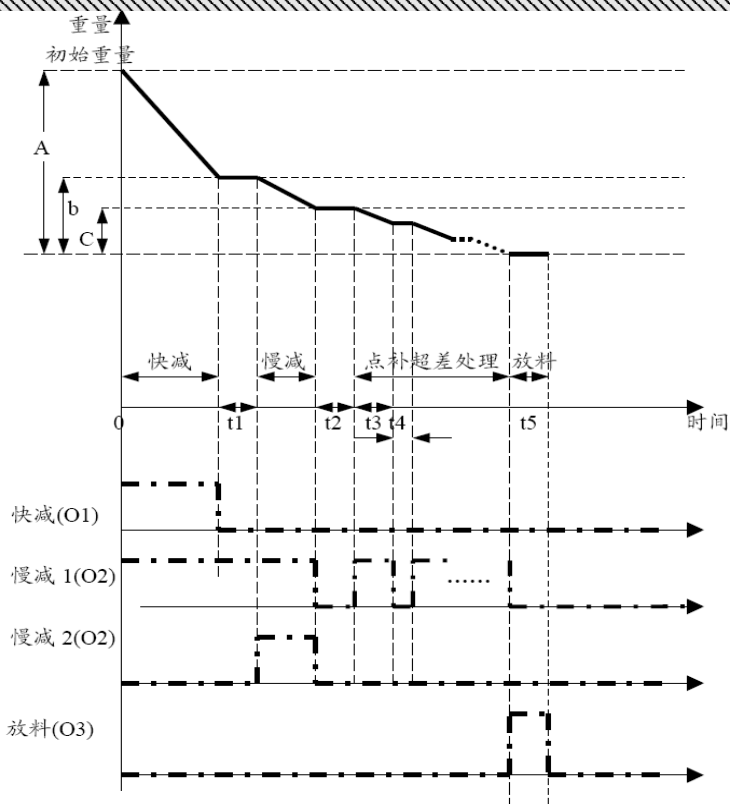 重量
初始重量
A
b
C
快减
慢减
点补超差处理
放料
0
t1
t2
t3
t4
t5
时间
快减(O1)
慢减 1(O2)
......
慢减 2(O2)
放料(O3)